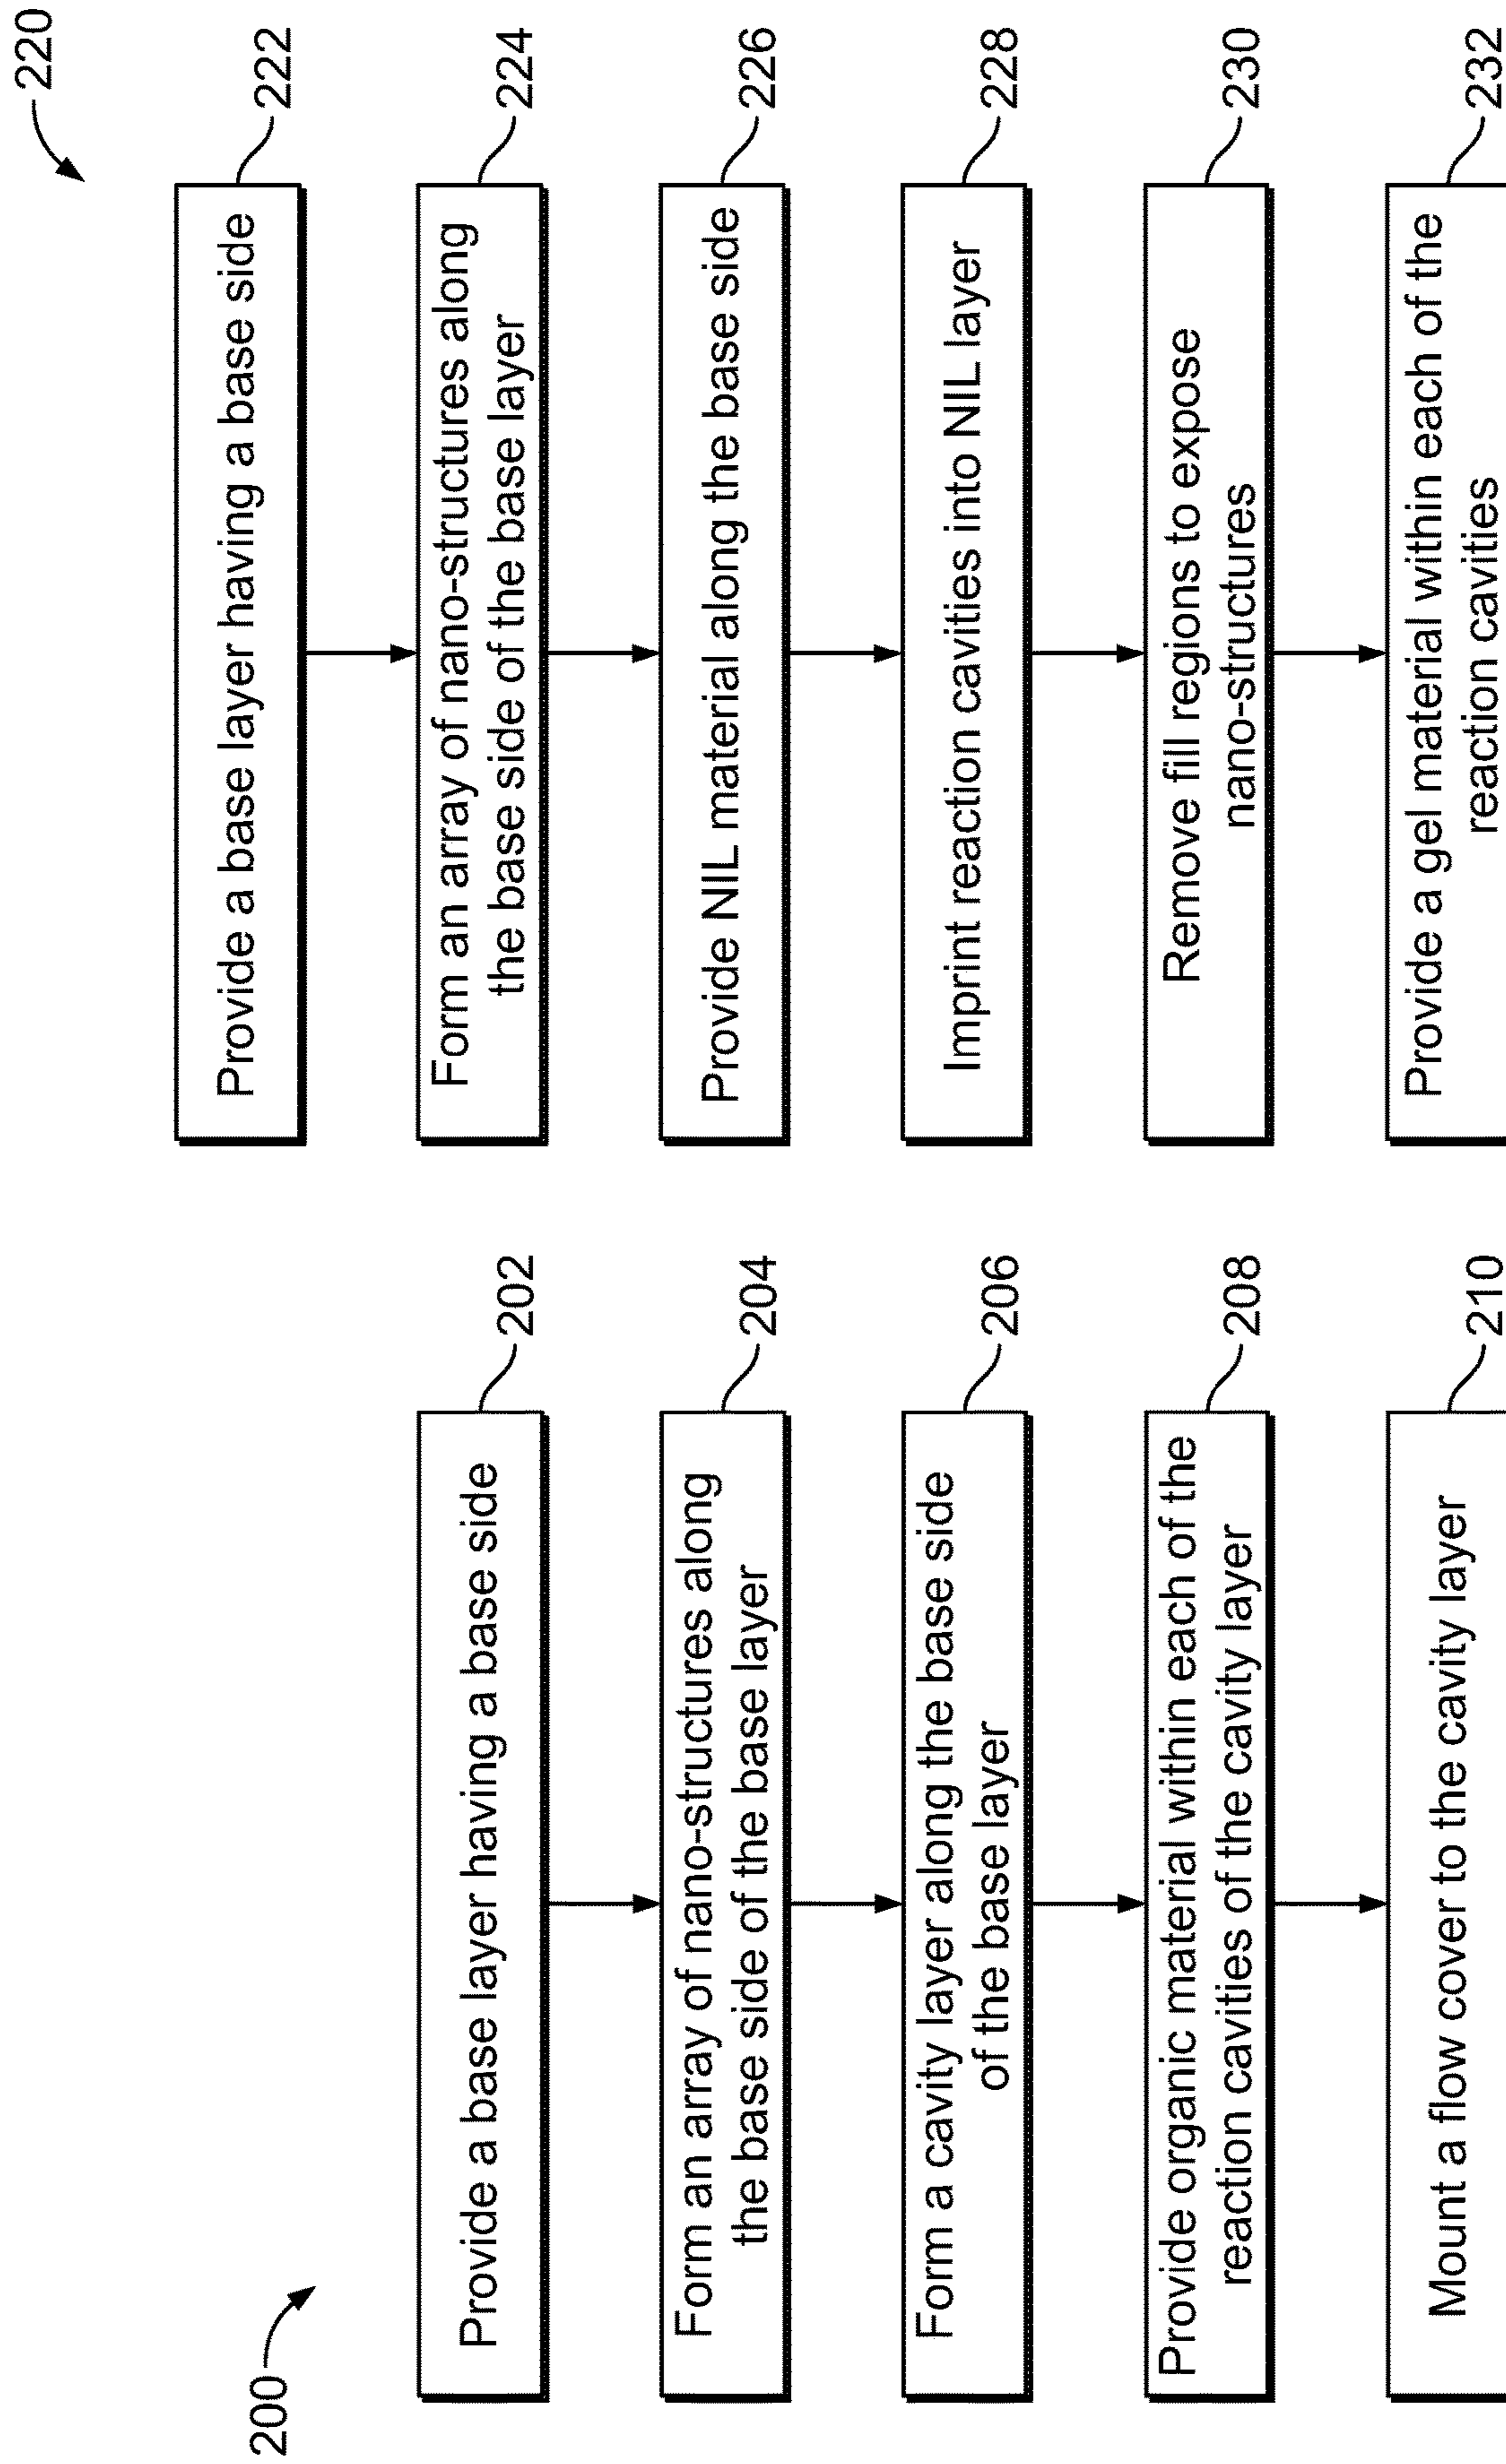 200
Provide a base layer having a base side
202
Form an array of nano-structures along
the base side of the base layer
204
Form a cavity layer along the base side
of the base layer
206
Provide organic material within each of the
reaction cavities of the cavity layer
208
Mount a flow cover to the cavity layer
210
220
Provide a base layer having a base side
222
Form an array of nano-structures along
the base side of the base layer
224
Provide NIL material along the base side
226
Imprint reaction cavities into NIL layer
228
Remove fill regions to expose
nano-structures
230
Provide a gel material within each of the
reaction cavities
232